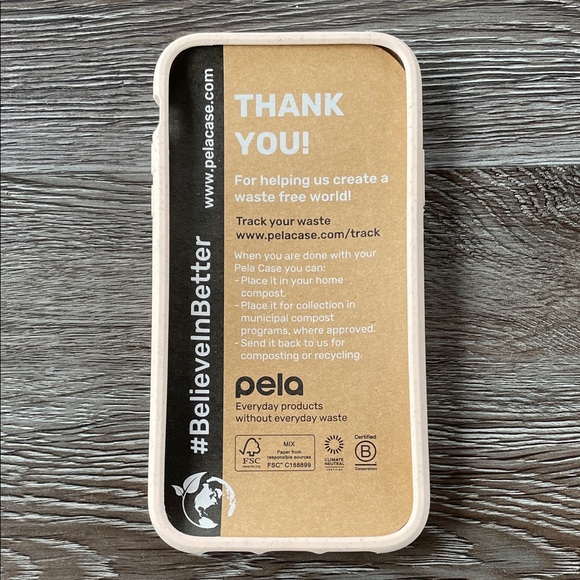 THANK
YOU!
For helping us create a
waste free world!
Track your waste
www.pelacase.com/track
When you are done with your
Pela Case you can:
- Place it in your home
compost.
- Place it for collection in
municipal compost
programs, where approved.
- Send it back to us for
composting or recycling.
pela
Everyday products
without everyday waste
FSC
www.fsc.org
MIX
Paper from
responsible sources
FSC® C188899
CLIMATE
NEUTRAL
Certified
B
Corporation
#BelieveInBetter
www.pelacase.com